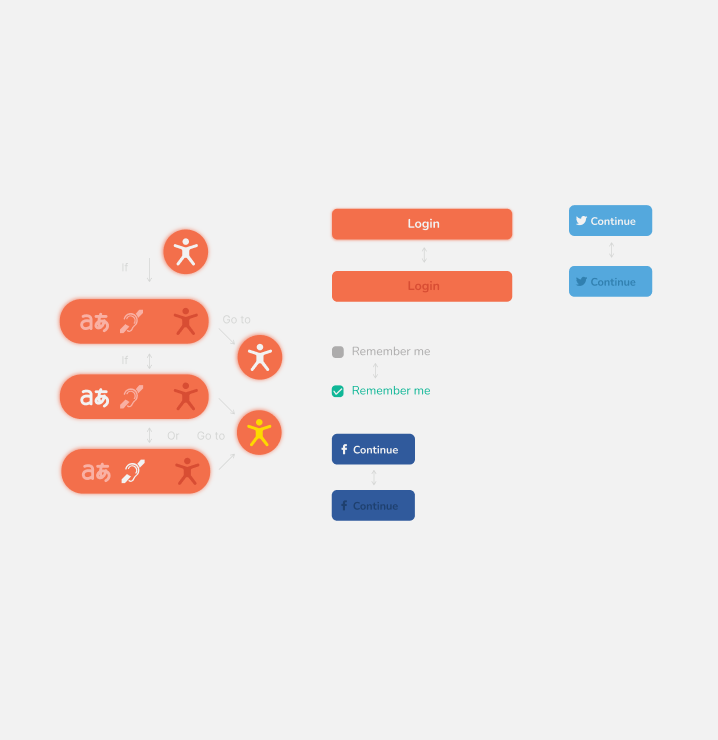 If
aあ
Go to
If
aあ
Or
Go to
aあ
Login
Login
Remember me
Remember me
Continue
Continue
Continue
Continue